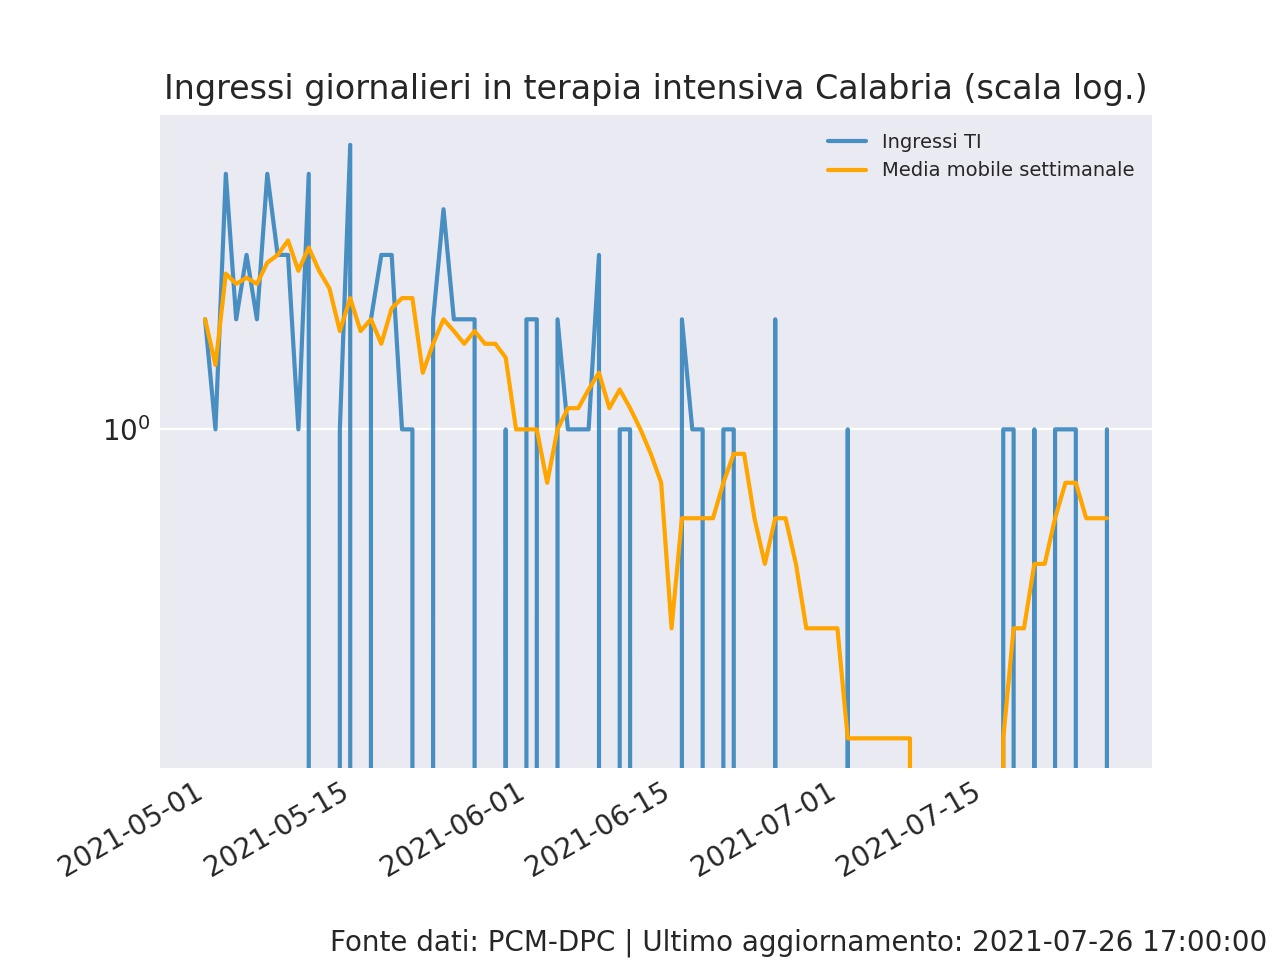 Ingressi giornalieri in terapia intensiva Calabria (scala log.)
Ingressi TI
Media mobile settimanale
10⁰
2021-05-01
2021-05-15
2021-06-01
2021-06-15
2021-07-01
2021-07-15
Fonte dati: PCM-DPC | Ultimo aggiornamento: 2021-07-26 17:00:00